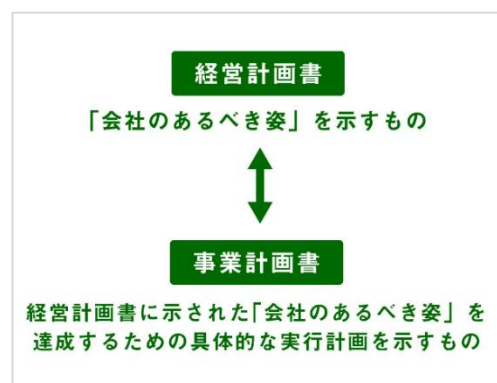 経営計画書
「会社のあるべき姿」を示すもの
事業計画書
経営計画書に示された「会社のあるべき姿」を
達成するための具体的な実行計画を示すもの